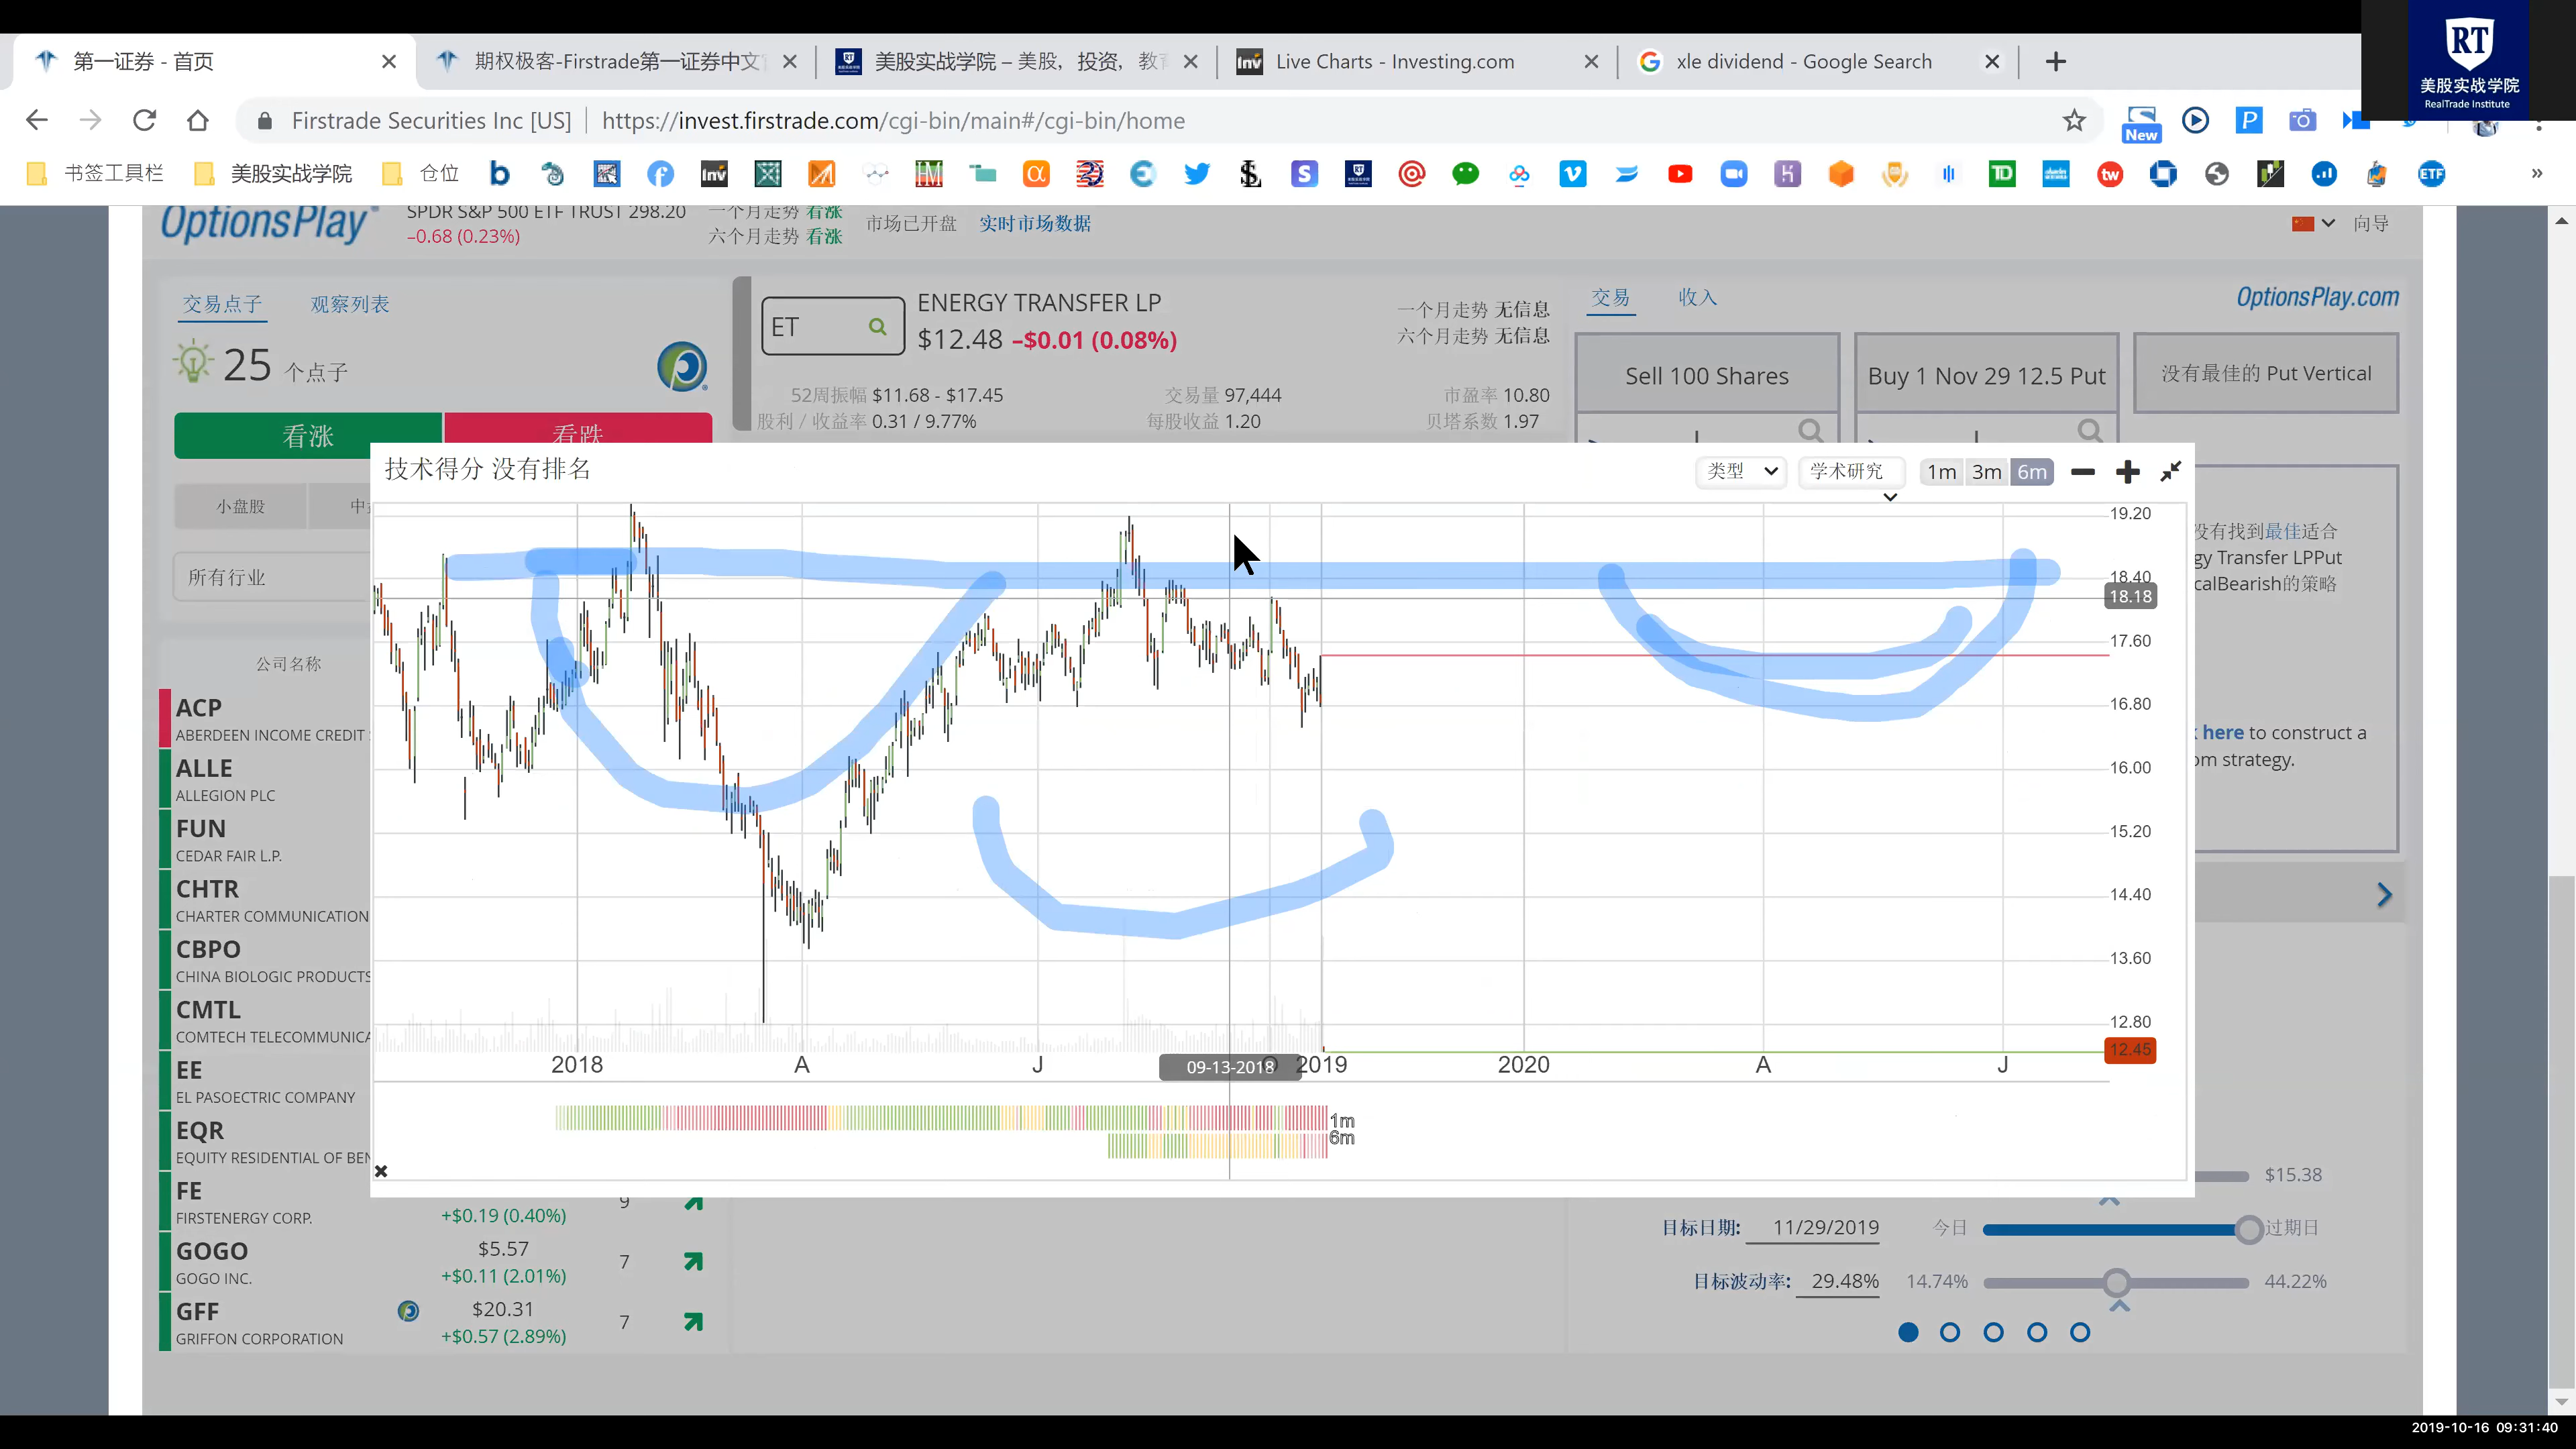 第一证券 - 首页
期权极客-Firstrade第一证券中文
美股实战学院 – 美股，投资，教
Live Charts - Investing.com
xle dividend - Google Search
RT
美股实战学院
RealTrade Institute
Firstrade Securities Inc [US]
https://invest.firstrade.com/cgi-bin/main#/cgi-bin/home
New
书签工具栏
美股实战学院
仓位
OptionsPlay
SPDR S&P 500 ETF TRUST 298.20
–0.68 (0.23%)
一个月走势 看涨
六个月走势 看涨
市场已开盘
实时市场数据
向导
交易点子
观察列表
25 个点子
看涨
看跌
小盘股
所有行业
公司名称
ET
ENERGY TRANSFER LP
$12.48 –$0.01 (0.08%)
一个月走势 无信息
六个月走势 无信息
52周振幅 $11.68 - $17.45
交易量 97,444
市盈率 10.80
股利 / 收益率 0.31 / 9.77%
每股收益 1.20
贝塔系数 1.97
交易
收入
OptionsPlay.com
Sell 100 Shares
Buy 1 Nov 29 12.5 Put
没有最佳的 Put Vertical
技术得分 没有排名
类型
学术研究
1m
3m
6m
19.20
18.40
18.18
17.60
16.80
16.00
15.20
14.40
13.60
12.80
12.45
2018
A
J
09-13-2018
2019
2020
A
J
1m
6m
没有找到最佳适合
gy Transfer LPPut
calBearish的策略
here to construct a
om strategy.
ACP
ABERDEEN INCOME CREDIT
ALLE
ALLEGION PLC
FUN
CEDAR FAIR L.P.
CHTR
CHARTER COMMUNICATION
CBPO
CHINA BIOLOGIC PRODUCTS
CMTL
COMTECH TELECOMMUNICA
EE
EL PASOECTRIC COMPANY
EQR
EQUITY RESIDENTIAL OF BEN
FE
FIRSTENERGY CORP.
+$0.19 (0.40%)
9
GOGO
GOGO INC.
$5.57
+$0.11 (2.01%)
7
GFF
GRIFFON CORPORATION
$20.31
+$0.57 (2.89%)
7
$15.38
目标日期: 11/29/2019
今日
过期日
目标波动率: 29.48%
14.74%
44.22%
2019-10-16 09:31:40